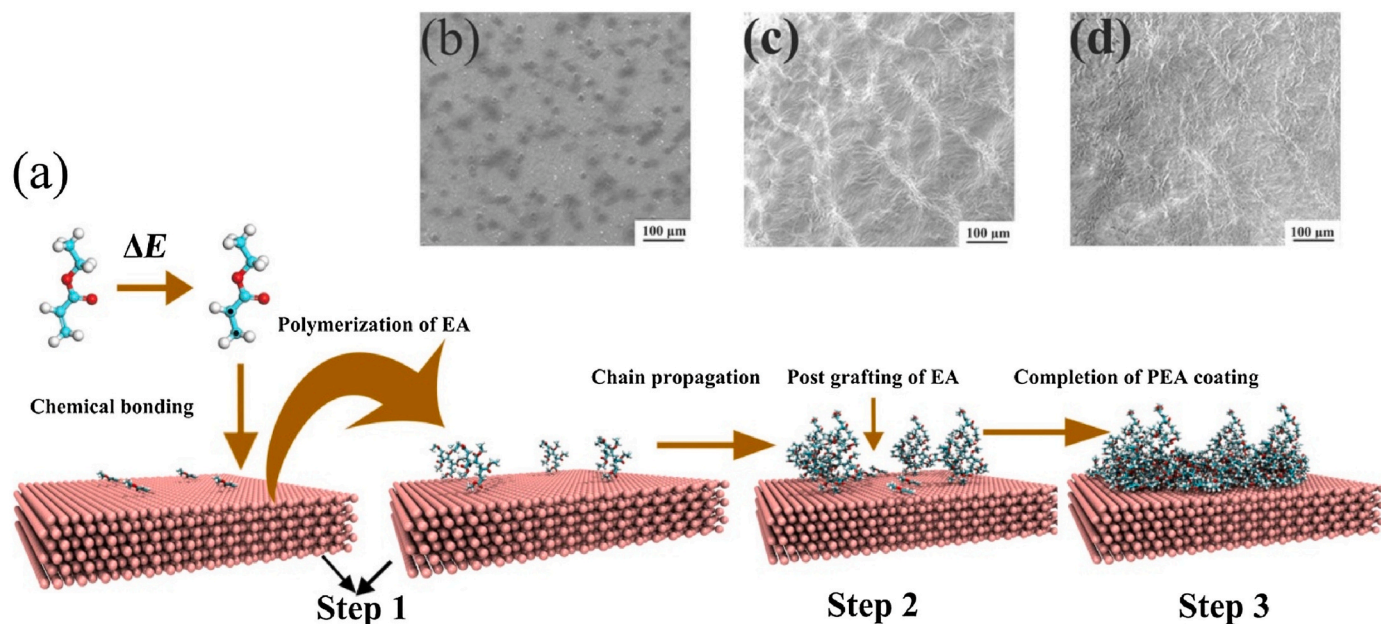 (b)
(c)
(d)
100 μm
100 μm
100 μm
(a)
ΔE
Polymerization of EA
Chemical bonding
Chain propagation
Post grafting of EA
Completion of PEA coating
Step 1
Step 2
Step 3